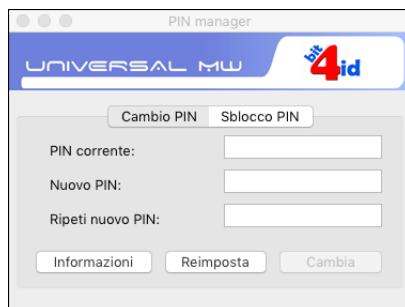 PIN manager
UNIVERSAL MW
bit4id
Cambio PIN Sblocco PIN
PIN corrente:
Nuovo PIN:
Ripeti nuovo PIN:
Informazioni Reimposta Cambia